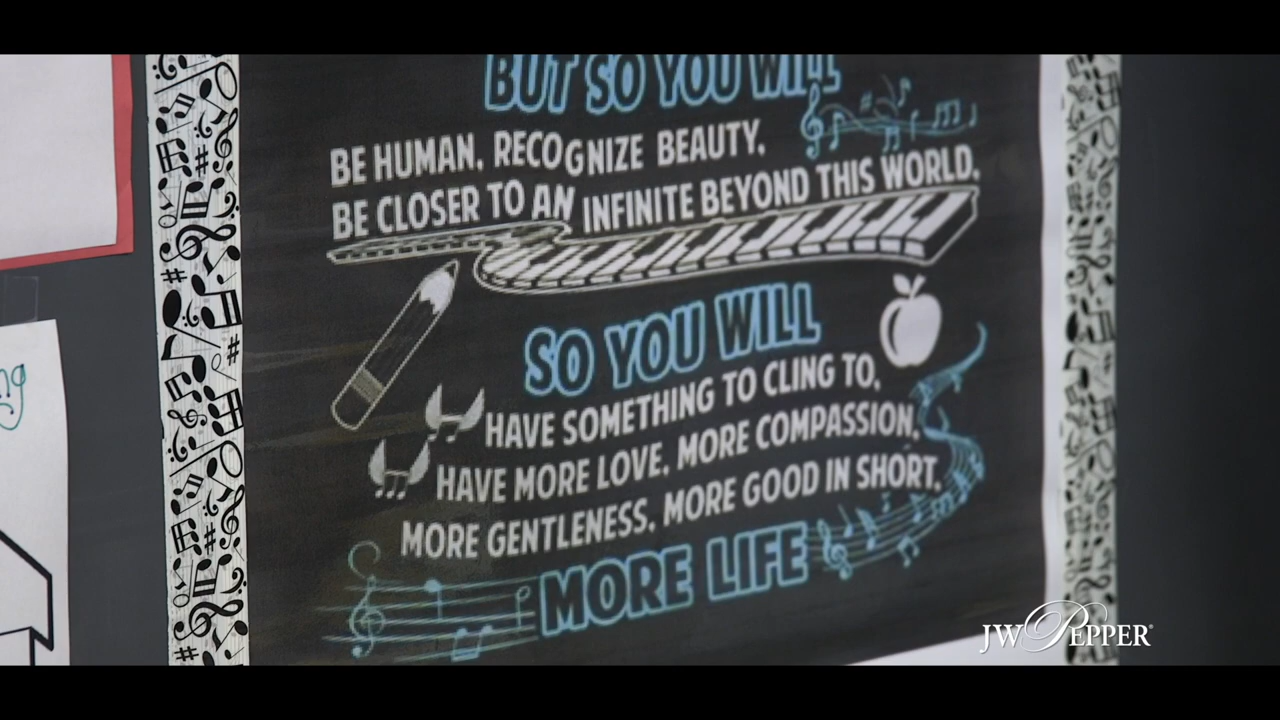 BUT SO YOU WILL
BE HUMAN. RECOGNIZE BEAUTY.
BE CLOSER TO AN INFINITE BEYOND THIS WORLD.
SO YOU WILL
HAVE SOMETHING TO CLING TO,
HAVE MORE LOVE. MORE COMPASSION.
MORE GENTLENESS. MORE GOOD IN SHORT,
MORE LIFE
ng
JW PEPPER®